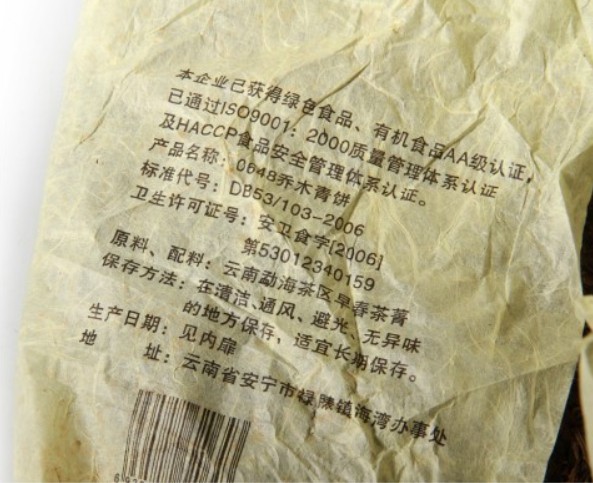 本企业已获得绿色食品、有机食品AA级认证,
已通过ISO9001:2000质量管理体系认证
及HACCP食品安全管理体系认证。
产品名称:0648乔木青饼
标准代号:DB53/103-2006
卫生许可证号:安卫食字[2006]
第53012340159
原料、配料:云南勐海茶区早春茶菁
保存方法:在清洁、通风、避光、无异味
的地方保存,适宜长期保存。
生产日期:见内扉
地 址:云南省安宁市禄脿镇海湾办事处